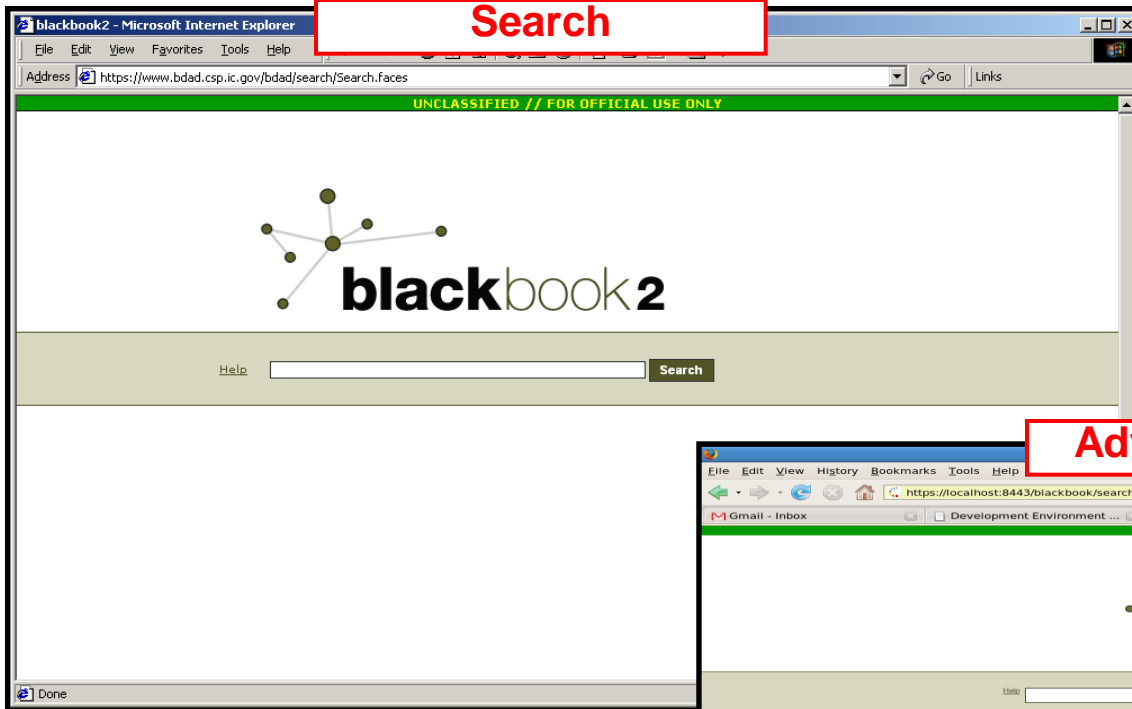 Search
blackbook2 - Microsoft Internet Explorer
File Edit View Favorites Tools Help
Address https://www.bdad.csp.ic.gov/bdad/search/Search.faces Go Links
UNCLASSIFIED // FOR OFFICIAL USE ONLY
blackbook2
Help Search
Done
File Edit View History Bookmarks Tools Help
https://localhost:8443/blackbook/search
Gmail - Inbox Development Environment ...
Help